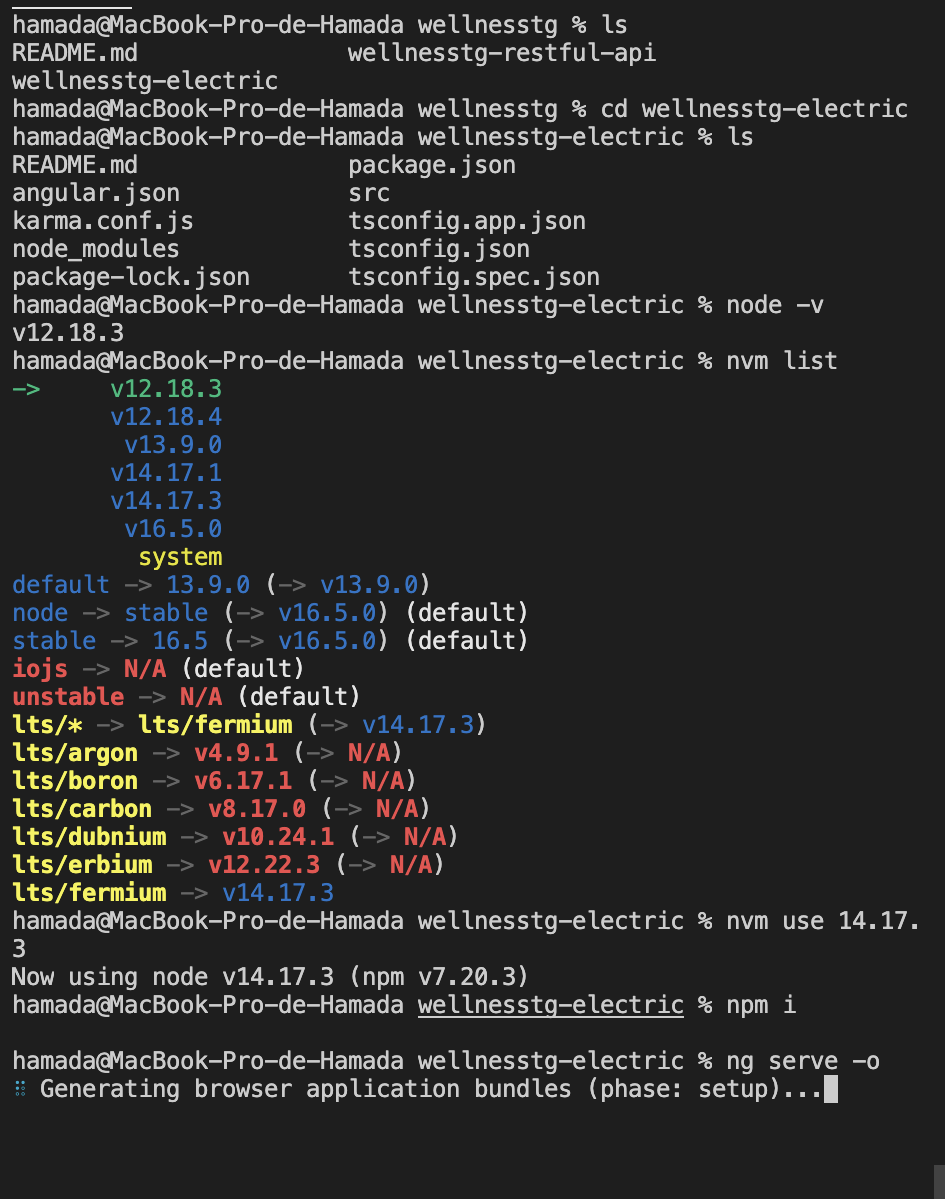 hamada@MacBook-Pro-de-Hamada wellnesstg % ls
README.md               wellnesstg-restful-api
wellnesstg-electric
hamada@MacBook-Pro-de-Hamada wellnesstg % cd wellnesstg-electric
hamada@MacBook-Pro-de-Hamada wellnesstg-electric % ls
README.md               package.json
angular.json            src
karma.conf.js           tsconfig.app.json
node_modules            tsconfig.json
package-lock.json       tsconfig.spec.json
hamada@MacBook-Pro-de-Hamada wellnesstg-electric % node -v
v12.18.3
hamada@MacBook-Pro-de-Hamada wellnesstg-electric % nvm list
->     v12.18.3
       v12.18.4
        v13.9.0
       v14.17.1
       v14.17.3
        v16.5.0
         system
default -> 13.9.0 (-> v13.9.0)
node -> stable (-> v16.5.0) (default)
stable -> 16.5 (-> v16.5.0) (default)
iojs -> N/A (default)
unstable -> N/A (default)
lts/* -> lts/fermium (-> v14.17.3)
lts/argon -> v4.9.1 (-> N/A)
lts/boron -> v6.17.1 (-> N/A)
lts/carbon -> v8.17.0 (-> N/A)
lts/dubnium -> v10.24.1 (-> N/A)
lts/erbium -> v12.22.3 (-> N/A)
lts/fermium -> v14.17.3
hamada@MacBook-Pro-de-Hamada wellnesstg-electric % nvm use 14.17.
3
Now using node v14.17.3 (npm v7.20.3)
hamada@MacBook-Pro-de-Hamada wellnesstg-electric % npm i
hamada@MacBook-Pro-de-Hamada wellnesstg-electric % ng serve -o
⠿ Generating browser application bundles (phase: setup)...